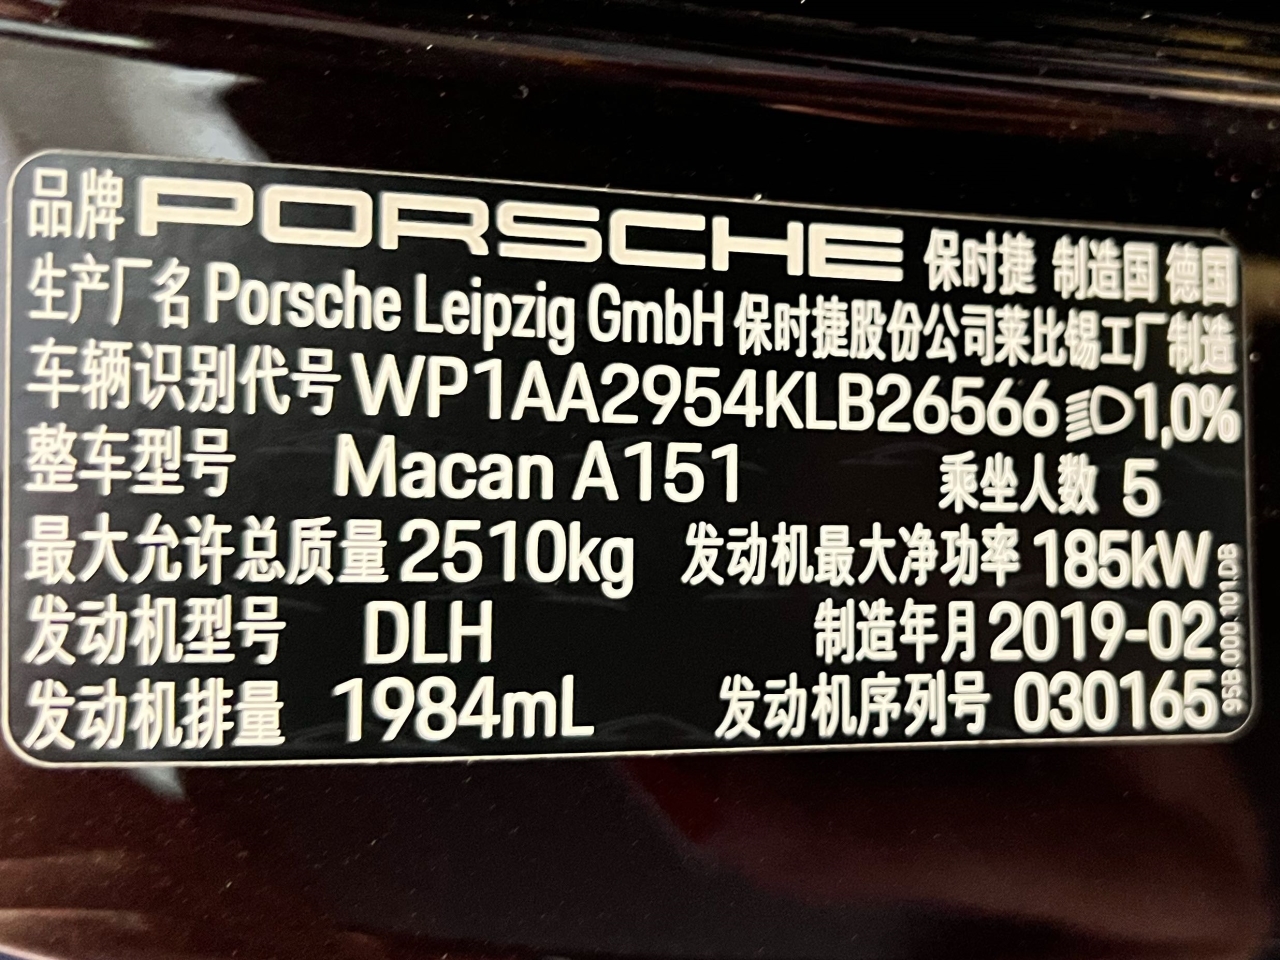 品牌 PORSCHE 保时捷 制造国 德国
生产厂名 Porsche Leipzig GmbH 保时捷股份公司莱比锡工厂制造
车辆识别代号 WP1AA2954KLB26566 1,0%
整车型号 Macan A151 乘坐人数 5
最大允许总质量 2510kg 发动机最大净功率 185kW
发动机型号 DLH 制造年月 2019-02
发动机排量 1984mL 发动机序列号 030165
95B.000.101.DB